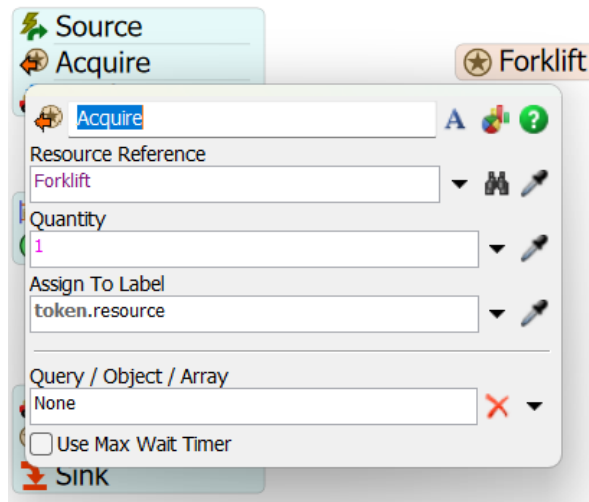 Source
Acquire
Forklift
Acquire
A
Resource Reference
Forklift
Quantity
1
Assign To Label
token.resource
Query / Object / Array
None
Use Max Wait Timer
Sink